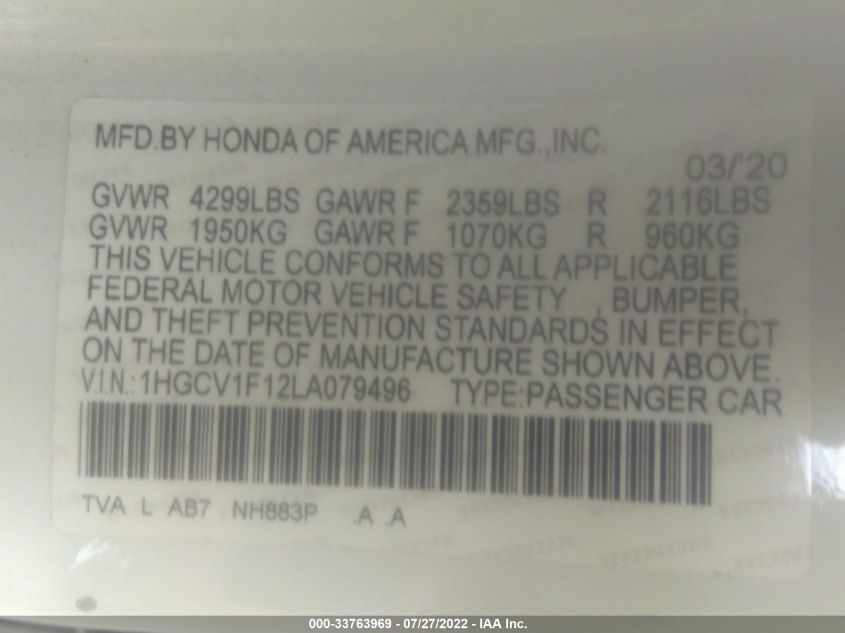 MFD.BY HONDA OF AMERICA MFG.,INC.
03/'20
GVWR 4299LBS GAWR F 2359LBS R 2116LBS
GVWR 1950KG GAWR F 1070KG R 960KG
THIS VEHICLE CONFORMS TO ALL APPLICABLE
FEDERAL MOTOR VEHICLE SAFETY , BUMPER,
AND THEFT PREVENTION STANDARDS IN EFFECT
ON THE DATE OF MANUFACTURE SHOWN ABOVE.
V.I.N.:1HGCV1F12LA079496 TYPE:PASSENGER CAR
TVA L AB7 NH883P .A .A
000-33763969 - 07/27/2022 - IAA Inc.